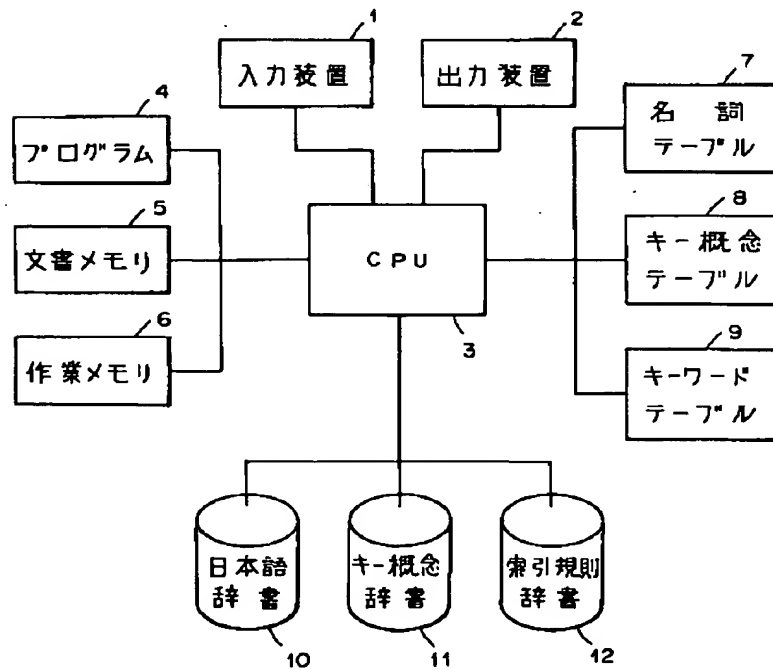 1
入力装置
2
出力装置
4
プログラム
5
文書メモリ
6
作業メモリ
CPU
3
7
名詞
テーブル
8
キー概念
テーブル
9
キーワード
テーブル
日本語
辞書
10
キー概念
辞書
11
索引規則
辞書
12